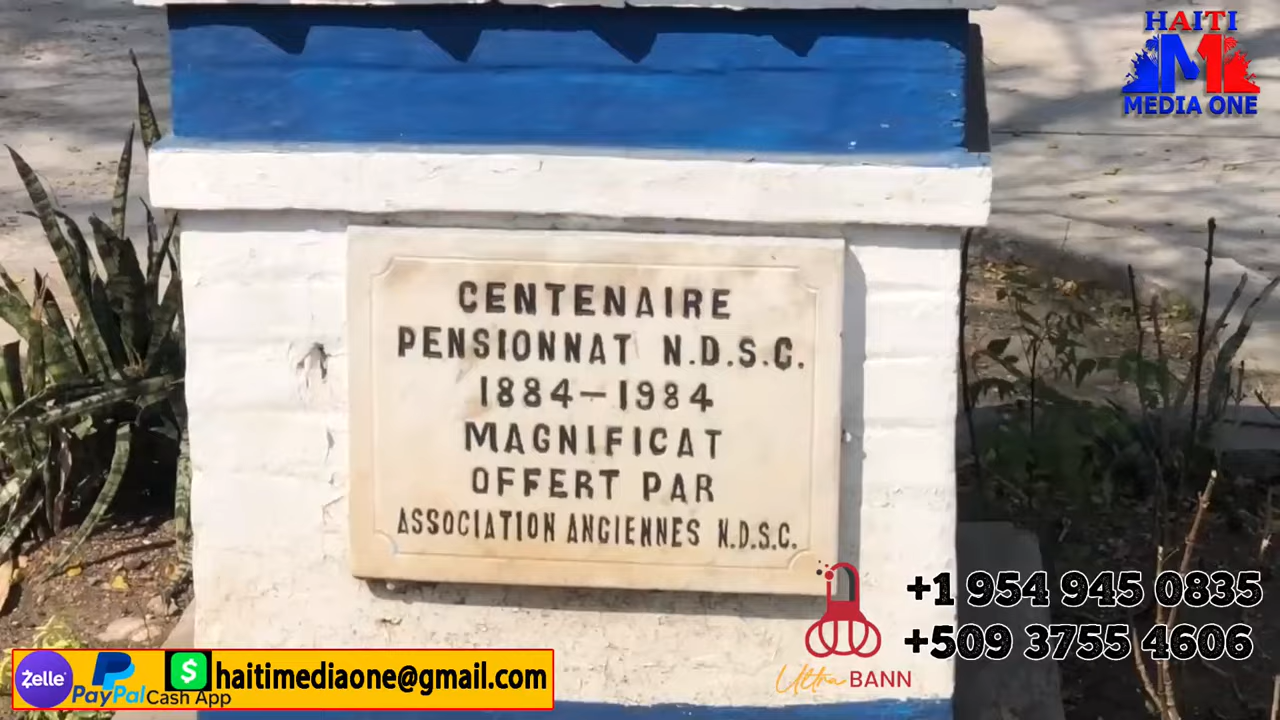 HAITI
M1
MEDIA ONE
CENTENAIRE
PENSIONNAT N.D.S.C.
1884-1984
MAGNIFICAT
OFFERT PAR
ASSOCIATION ANCIENNES N.D.S.C.
+1 954 945 0835
+509 3755 4606
Ultra BANN
Zelle
PayPal
$
Cash App
haitimediaone@gmail.com